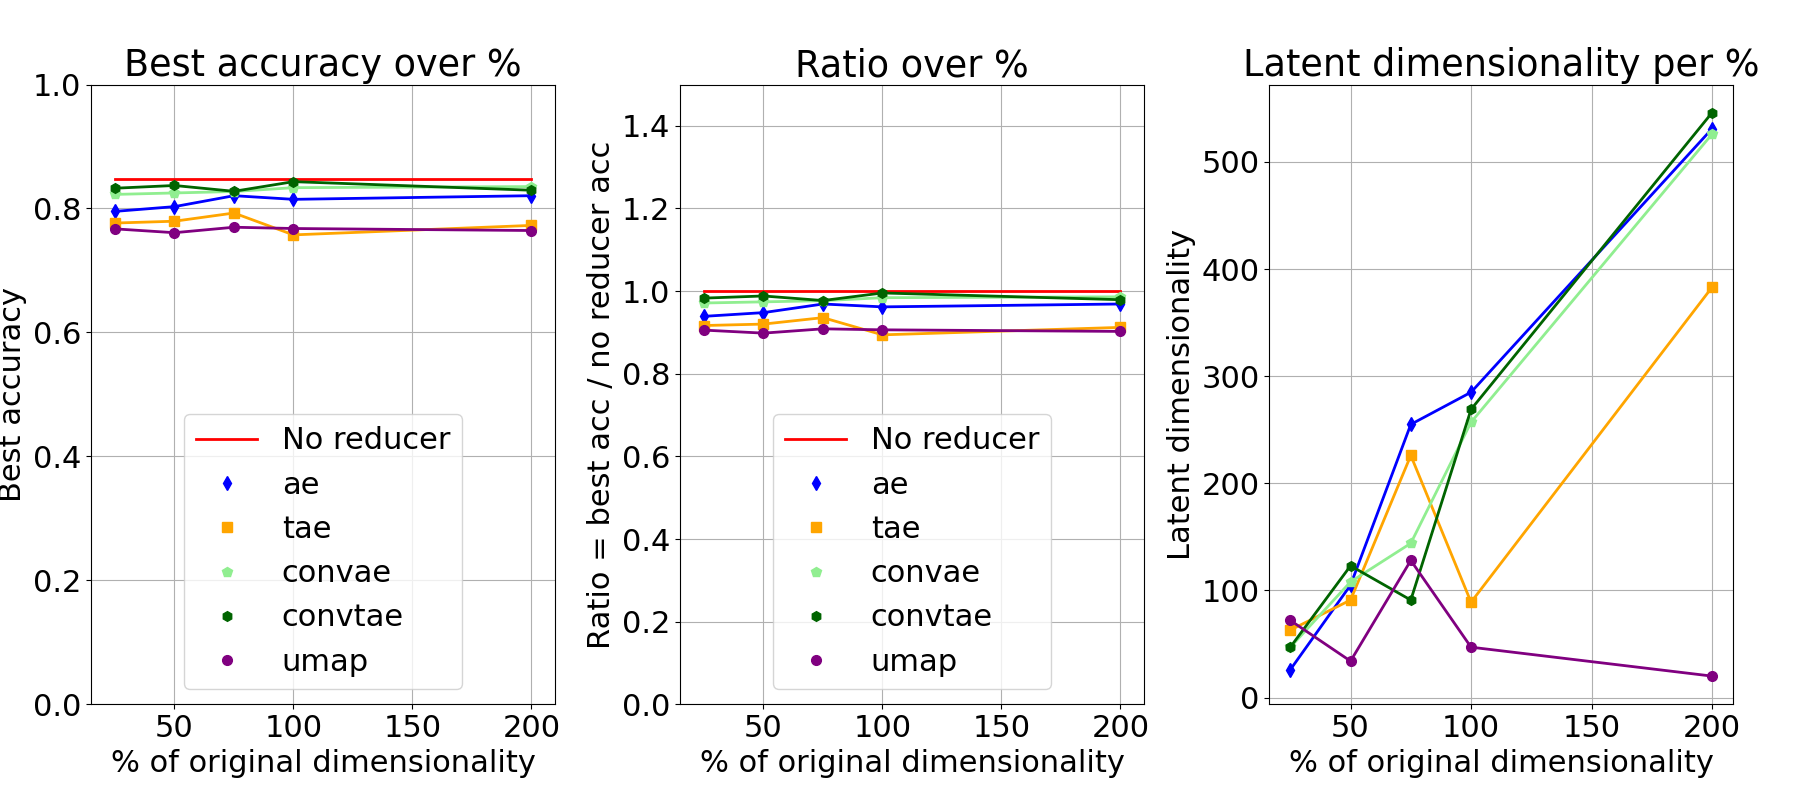 Best accuracy over %
Best accuracy
1.0
0.8
0.6
0.4
0.2
0.0
No reducer
ae
tae
convae
convtae
umap
50 100 150 200
% of original dimensionality
Ratio over %
Ratio = best acc / no reducer acc
1.4
1.2
1.0
0.8
0.6
0.4
0.2
0.0
No reducer
ae
tae
convae
convtae
umap
50 100 150 200
% of original dimensionality
Latent dimensionality per %
Latent dimensionality
500
400
300
200
100
0
50 100 150 200
% of original dimensionality